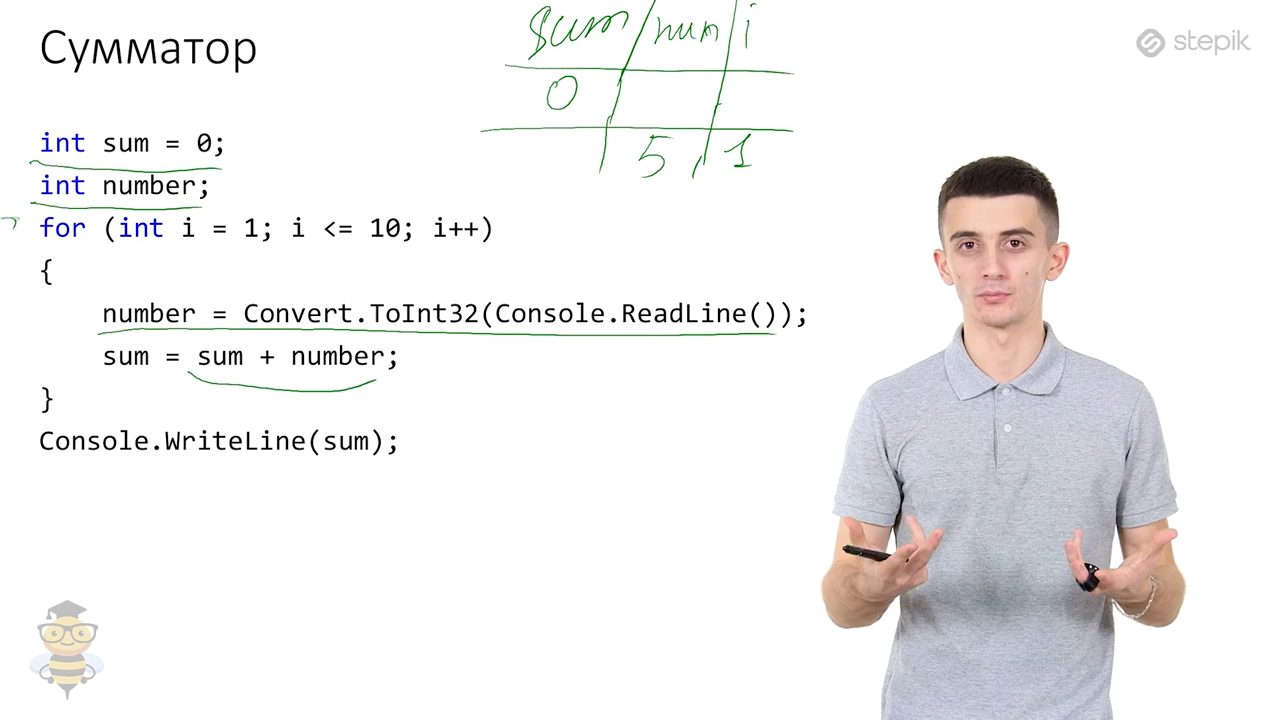 Сумматор
sum num i
0
5 1
stepik
int sum = 0;
int number;
for (int i = 1; i <= 10; i++)
{
number = Convert.ToInt32(Console.ReadLine());
sum = sum + number;
}
Console.WriteLine(sum);